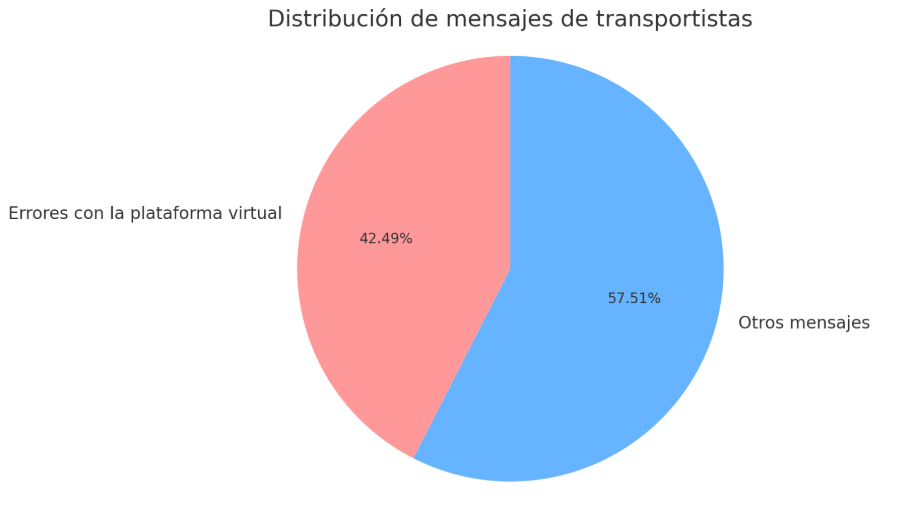 Distribución de mensajes de transportistas
Errores con la plataforma virtual
42.49%
57.51%
Otros mensajes